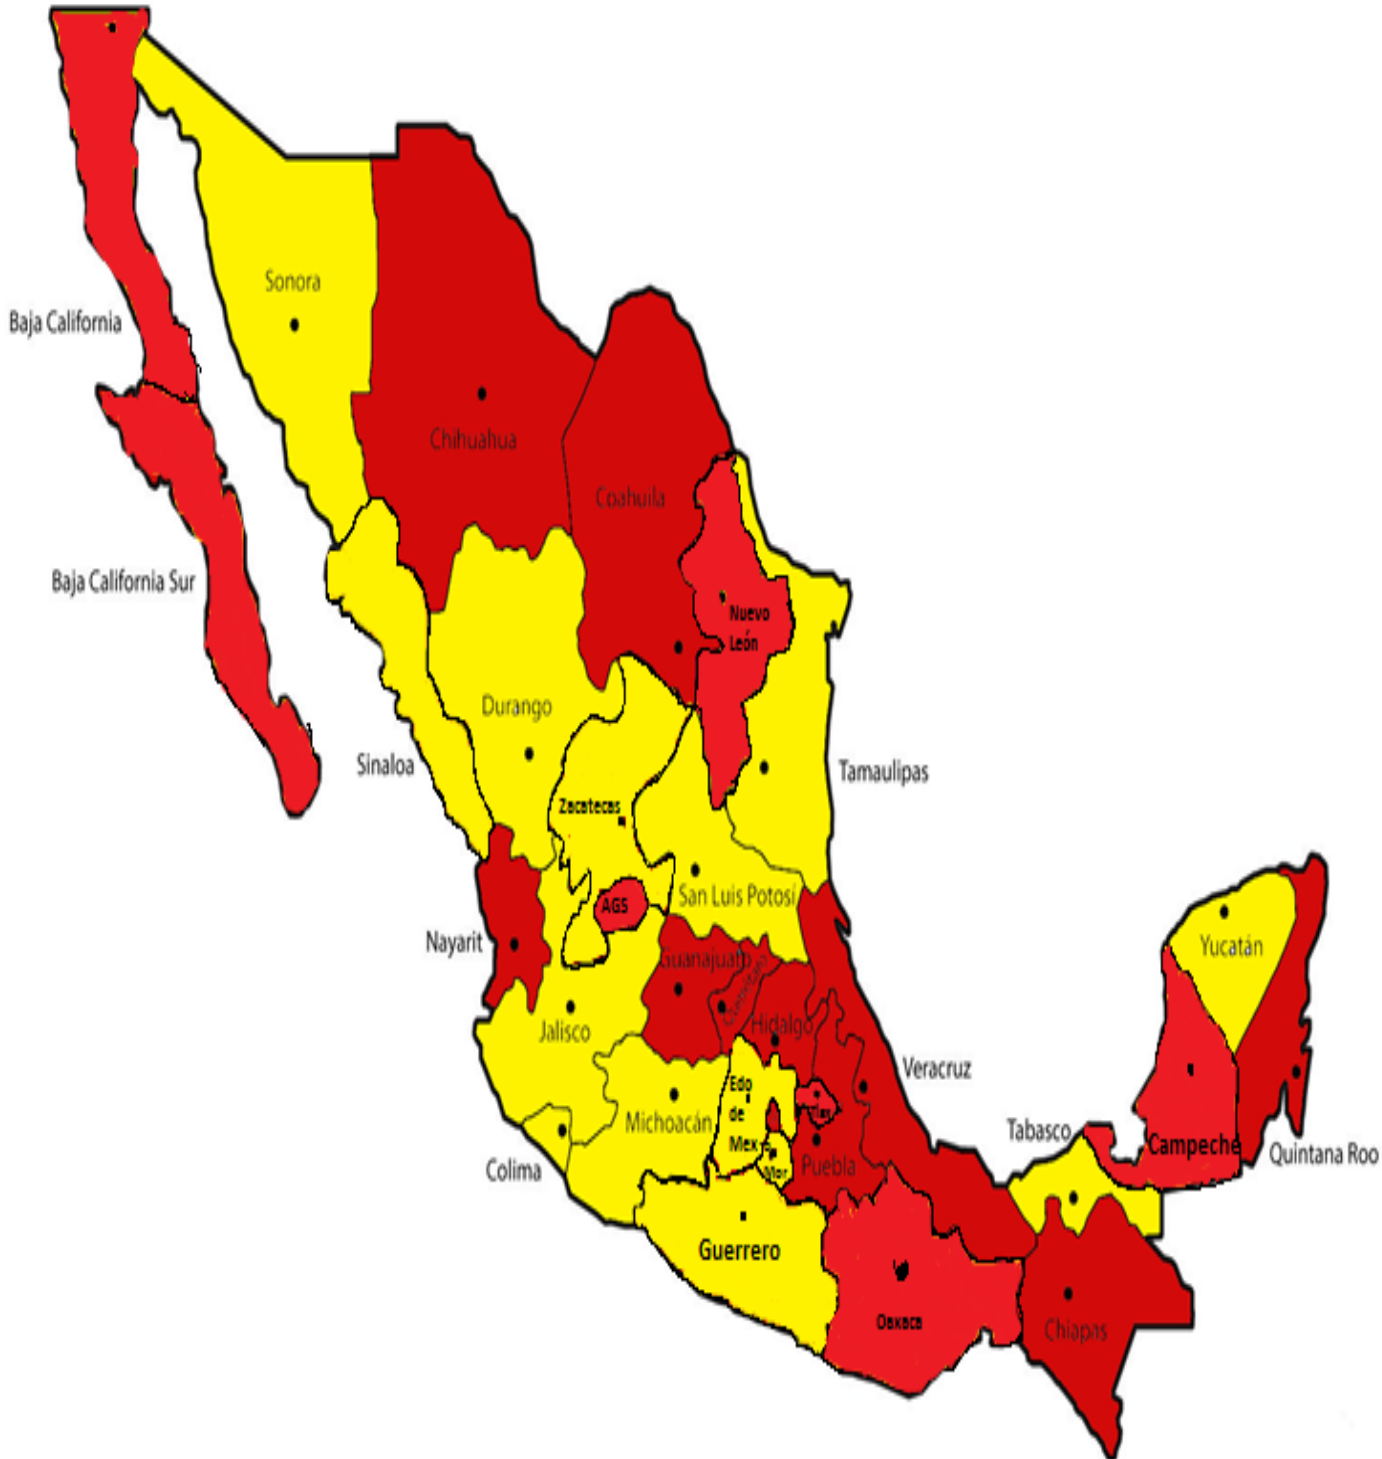 Sonora
Baja California
Chihuahua
Coahuila
Baja California Sur
Nuevo
León
Durango
Sinaloa
Tamaulipas
Zacatecas
San Luis Potosí
AGS
Nayarit
Yucatán
Guanajuato
Jalisco
Hidalgo
Veracruz
Edo
de
Mex
Michoacán
Tlax
Tabasco
Campeche
Quintana Roo
Colima
Puebla
Mor
Guerrero
Oaxaca
Chiapas